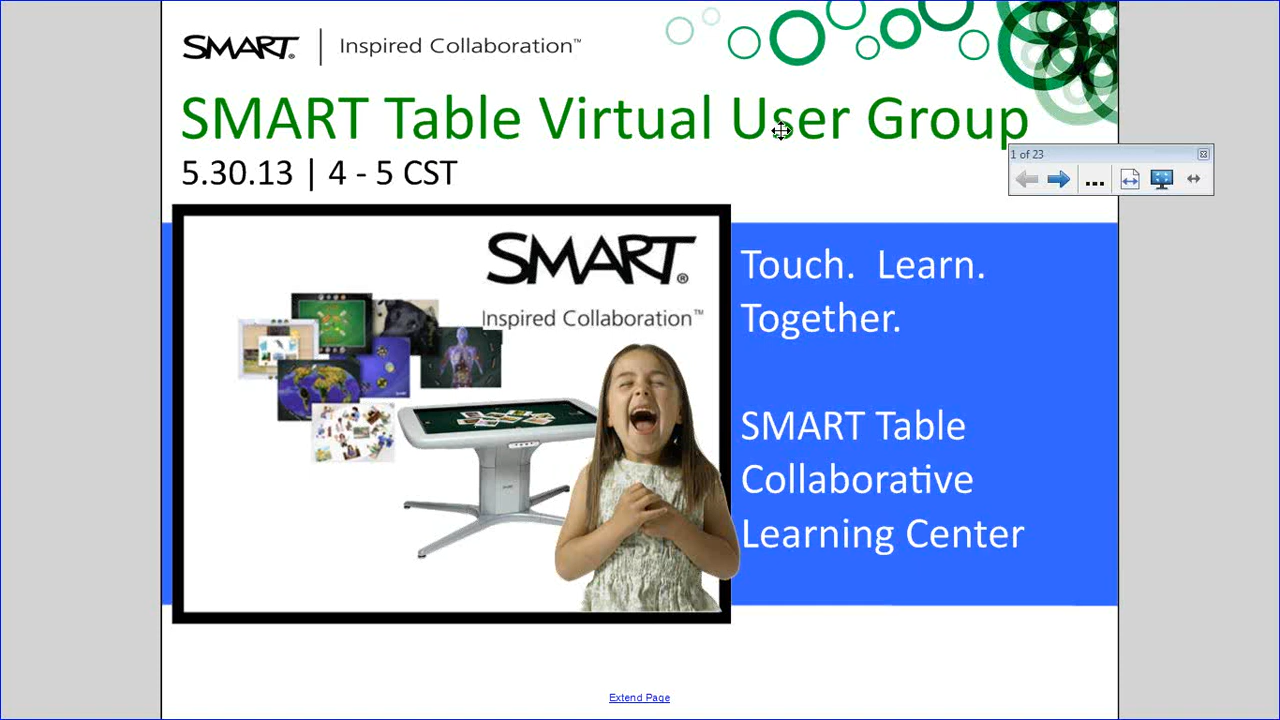 SMART® Inspired Collaboration™
SMART Table Virtual User Group
5.30.13 | 4 - 5 CST
1 of 23
SMART®
Inspired Collaboration™
Touch. Learn.
Together.
SMART Table
Collaborative
Learning Center
Extend Page